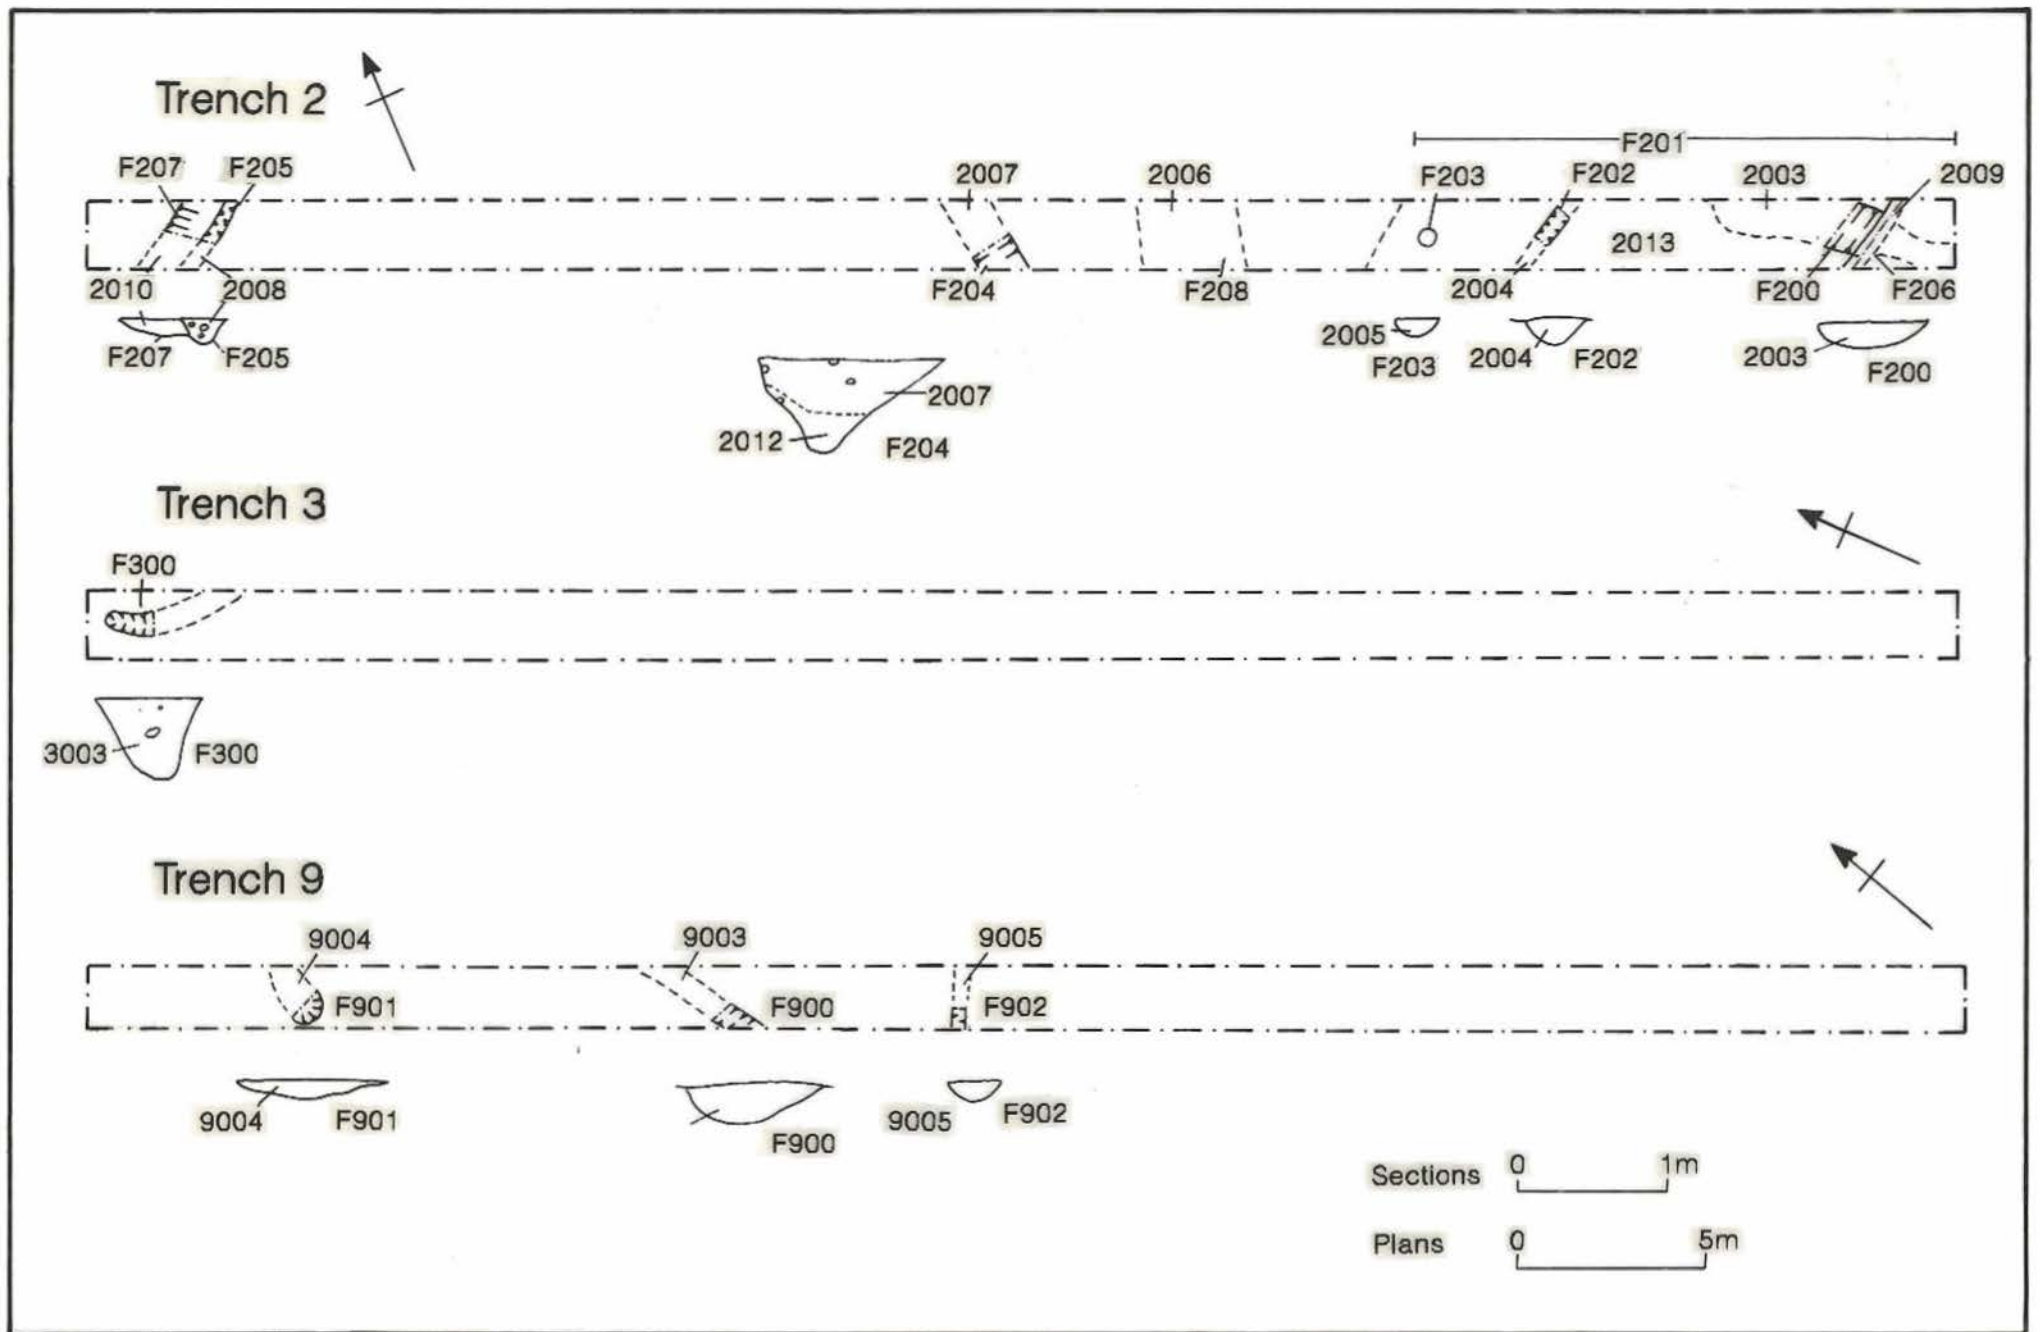 Trench 2
F201
F207 F205 2007 2006 F203 F202 2003 2009
2013
2010 2008 F204 F208 2004 F200 F206
F207 F205 2005 F203 2004 F202 2003 F200
2007
2012 F204
Trench 3
F300
3003 F300
Trench 9
9004 9003 9005
F901 F900 F902
9004 F901 F900 9005 F902
Sections 0 1m
Plans 0 5m